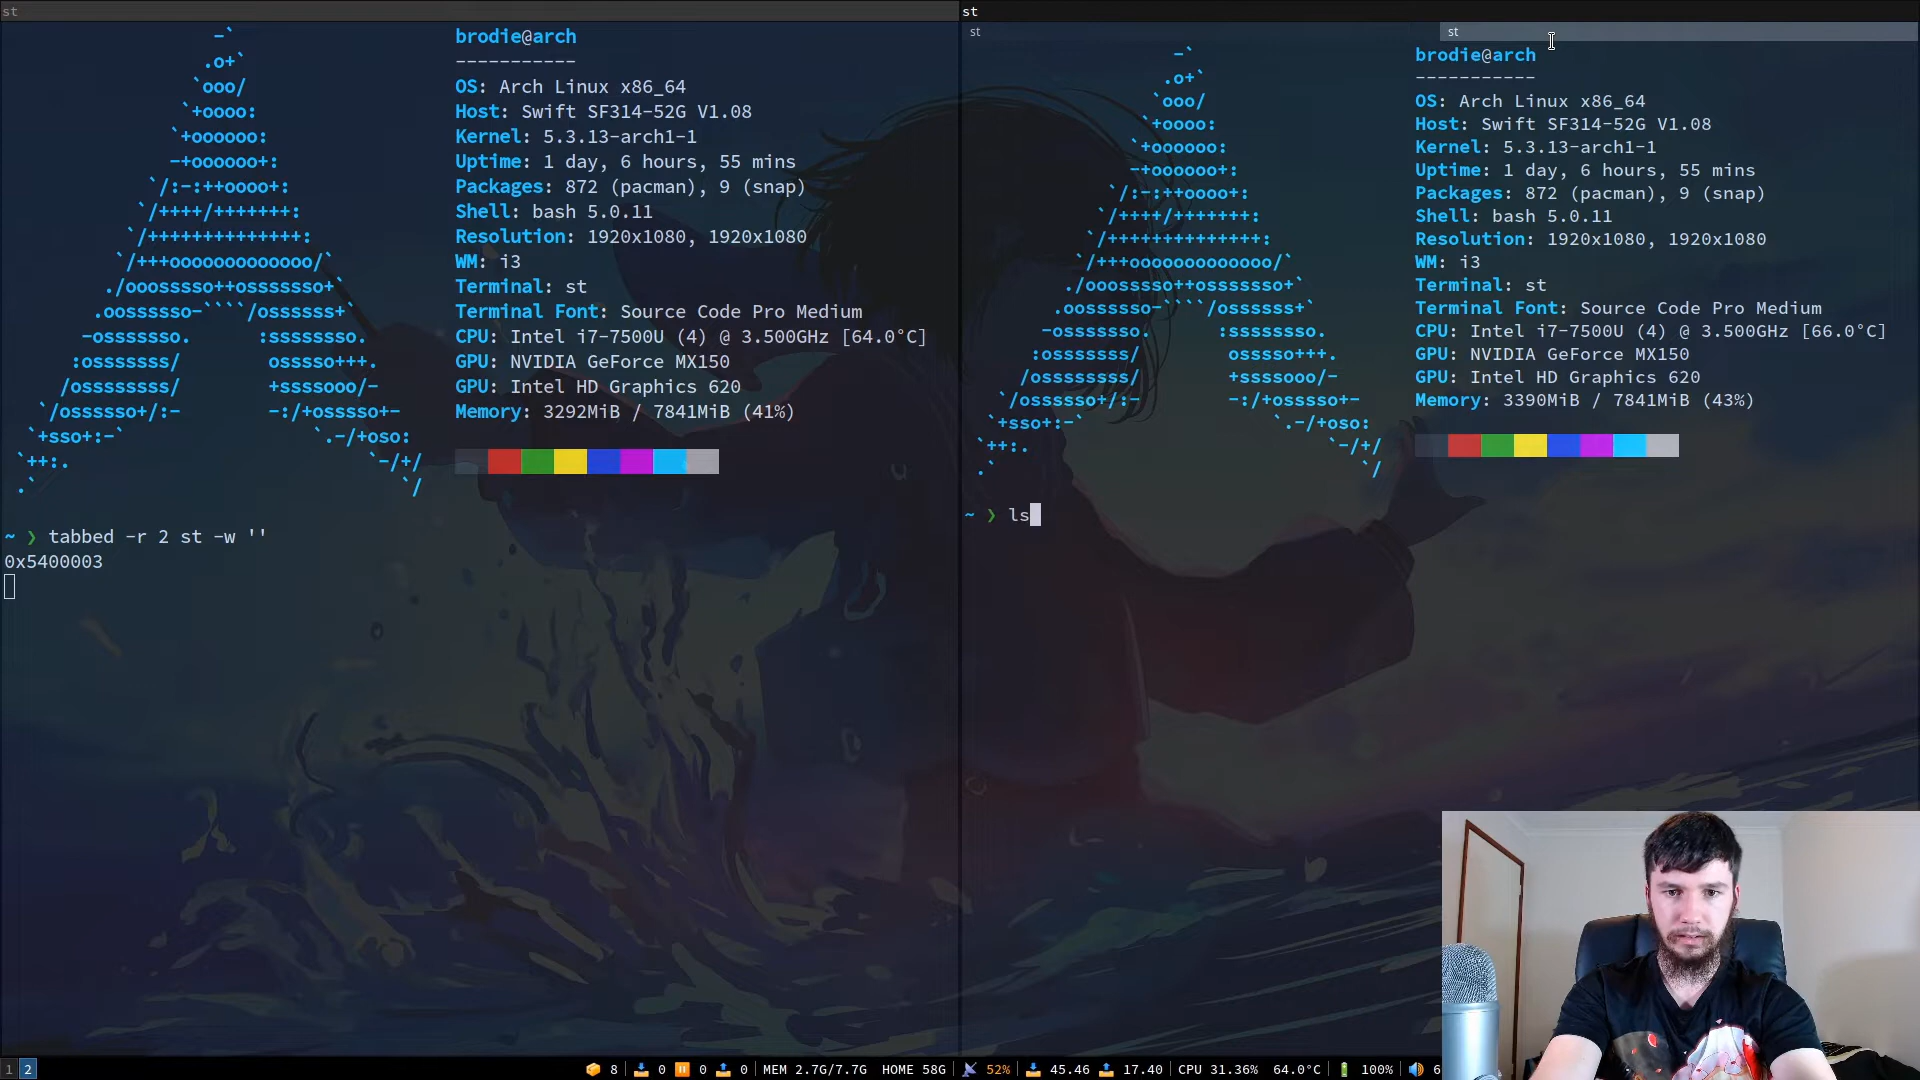 st
brodie@arch
-----------
OS: Arch Linux x86_64
Host: Swift SF314-52G V1.08
Kernel: 5.3.13-arch1-1
Uptime: 1 day, 6 hours, 55 mins
Packages: 872 (pacman), 9 (snap)
Shell: bash 5.0.11
Resolution: 1920x1080, 1920x1080
WM: i3
Terminal: st
Terminal Font: Source Code Pro Medium
CPU: Intel i7-7500U (4) @ 3.500GHz [64.0°C]
GPU: NVIDIA GeForce MX150
GPU: Intel HD Graphics 620
Memory: 3292MiB / 7841MiB (41%)
~ ❯ tabbed -r 2 st -w ''
0x5400003
st
st st
brodie@arch
-----------
OS: Arch Linux x86_64
Host: Swift SF314-52G V1.08
Kernel: 5.3.13-arch1-1
Uptime: 1 day, 6 hours, 55 mins
Packages: 872 (pacman), 9 (snap)
Shell: bash 5.0.11
Resolution: 1920x1080, 1920x1080
WM: i3
Terminal: st
Terminal Font: Source Code Pro Medium
CPU: Intel i7-7500U (4) @ 3.500GHz [66.0°C]
GPU: NVIDIA GeForce MX150
GPU: Intel HD Graphics 620
Memory: 3390MiB / 7841MiB (43%)
~ ❯ ls
1 2 8 0 0 0 MEM 2.7G/7.7G HOME 58G 52% 45.46 17.40 CPU 31.36% 64.0°C 100% 6